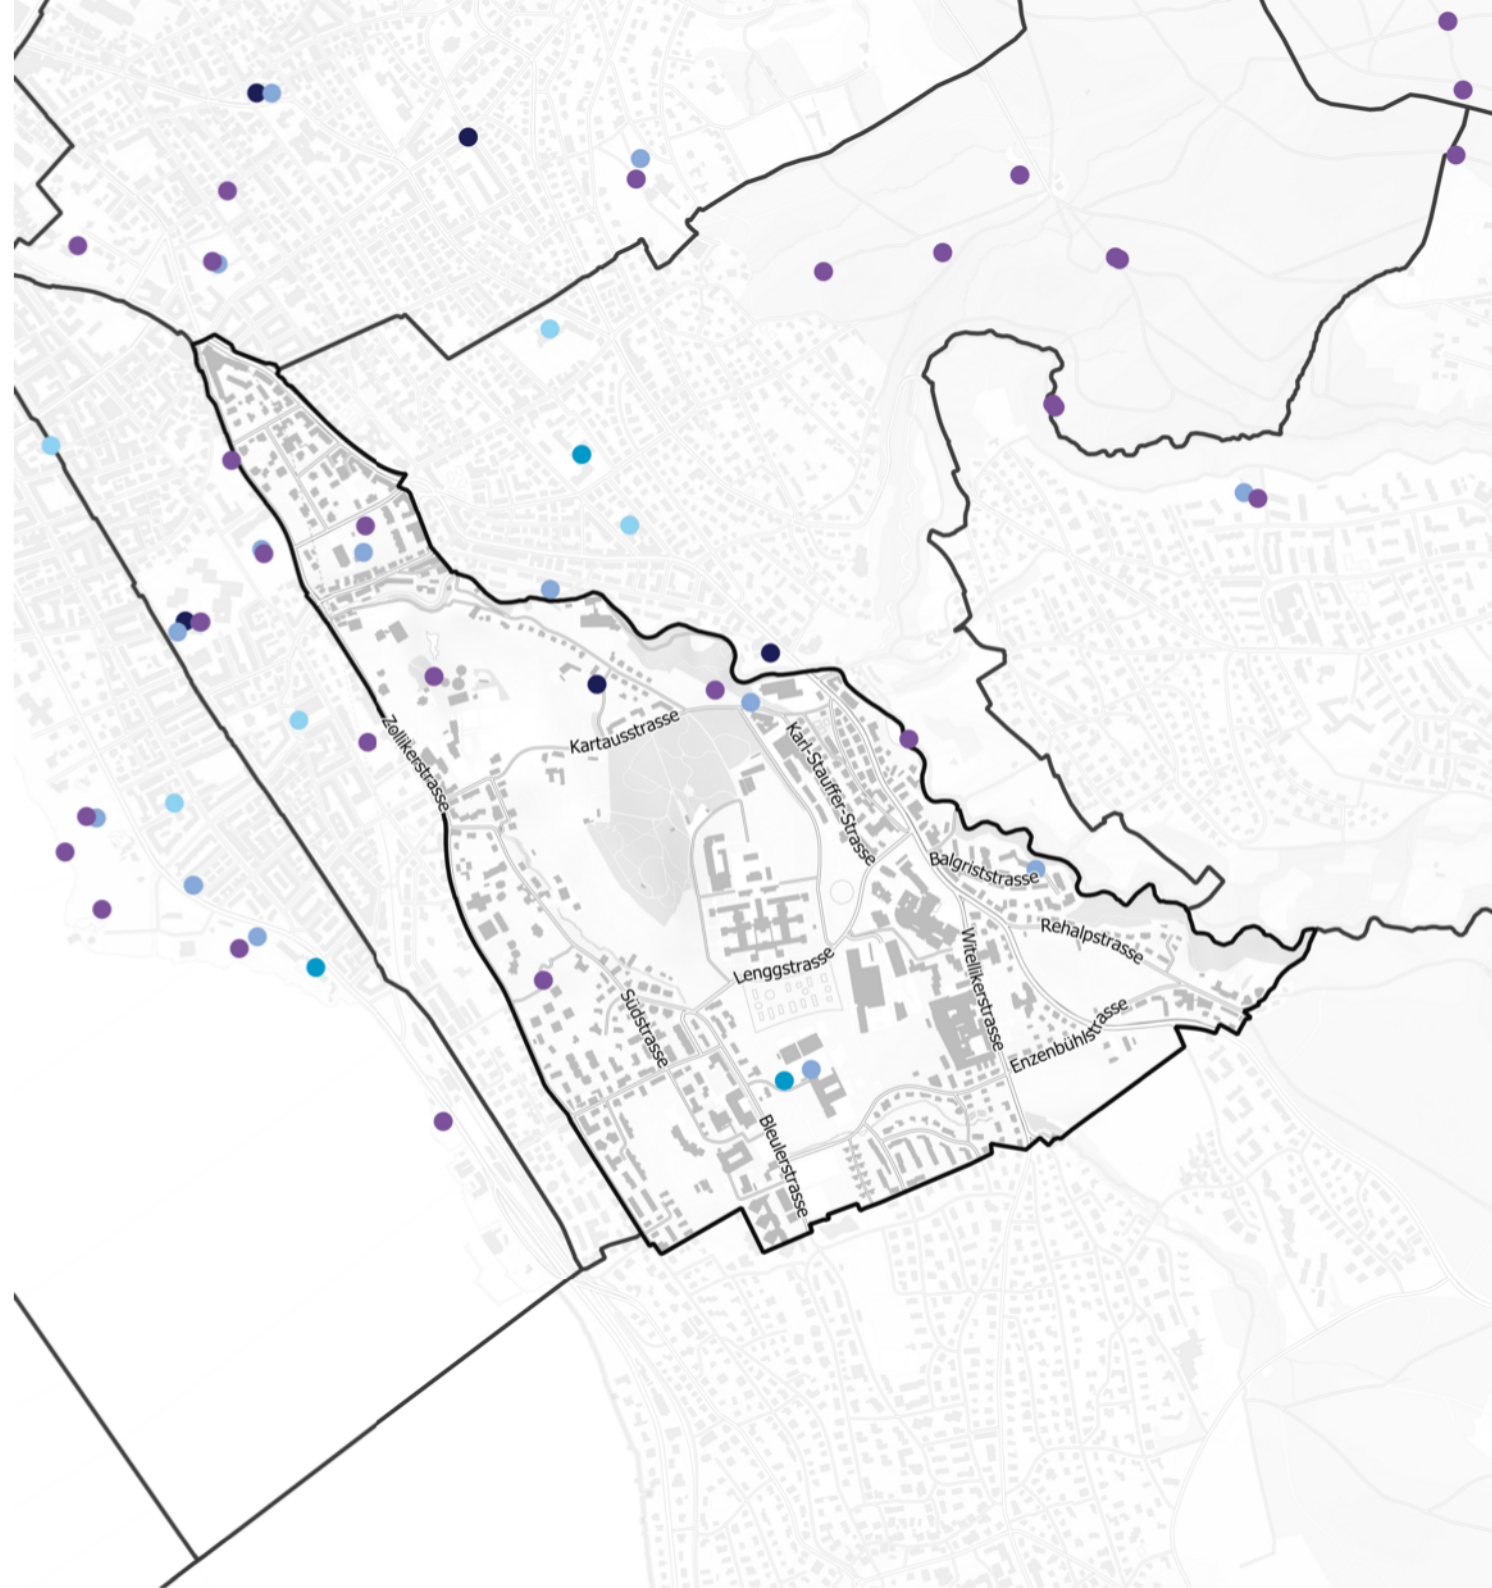 Kartausstrasse
Zollikerstrasse
Karl-Stauffer-Strasse
Balgriststrasse
Rehalpstrasse
Witellikerstrasse
Lenggstrasse
Südstrasse
Enzenbühlstrasse
Bleulerstrasse